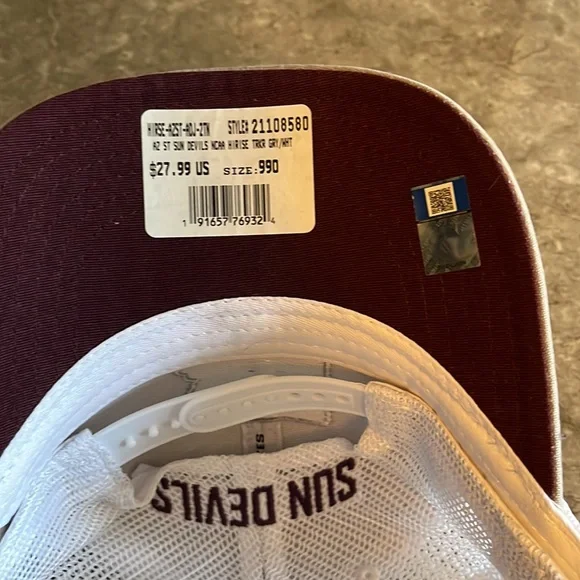 HIRSE-AZST-ADJ-2TN STYLE# 21108580
AZ ST SUN DEVILS NCAA HIRISE TRKR GRY/WHT
$27.99 US SIZE: 990
1 91657 76932 4
SUN DEVILS